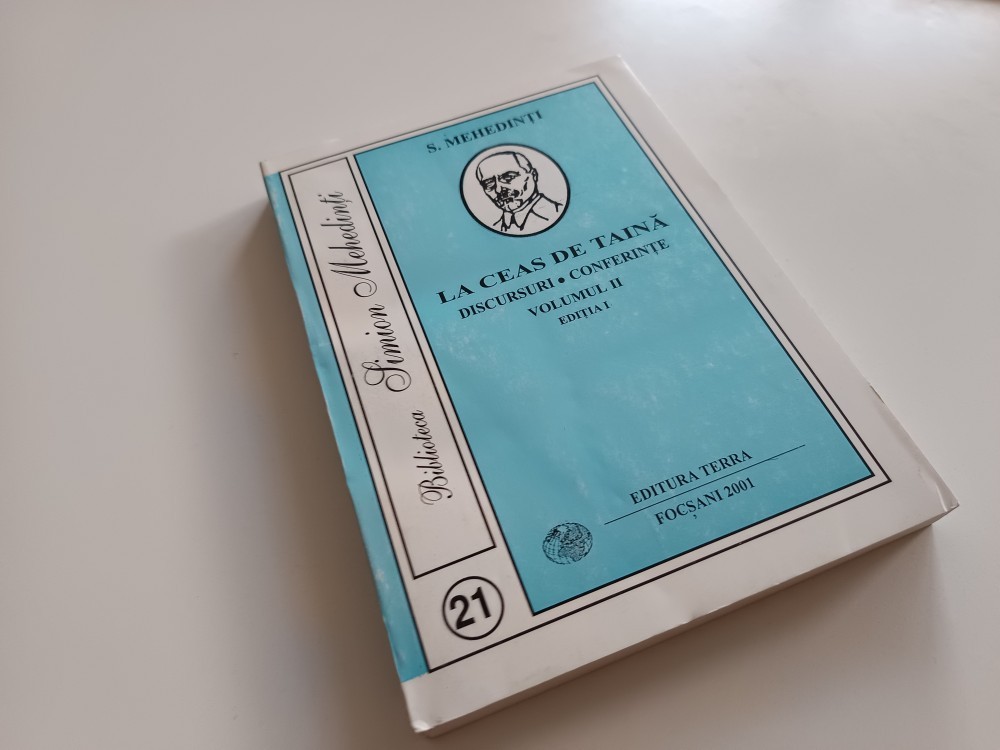 S. MEHEDINȚI
LA CEAS DE TAINĂ
DISCURSURI • CONFERINȚE
VOLUMUL II
EDIȚIA I
EDITURA TERRA
FOCȘANI 2001
Biblioteca Simion Mehedinți
21